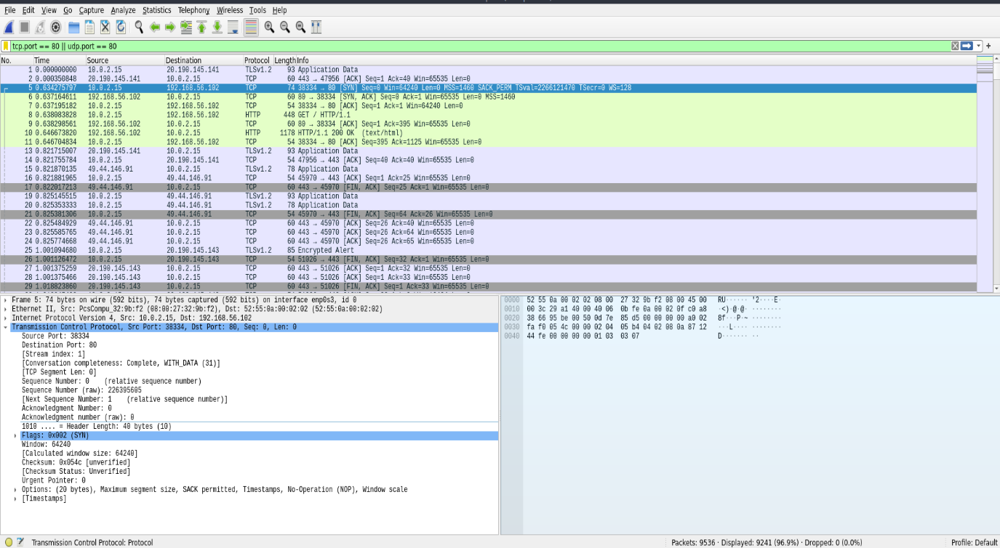 File Edit View Go Capture Analyze Statistics Telephony Wireless Tools Help
tcp.port == 80 || udp.port == 80
No. Time Source Destination Protocol Length Info
1 0.000000000 10.0.2.15 20.190.145.141 TLSv1.2 93 Application Data
2 0.000350848 20.190.145.141 10.0.2.15 TCP 60 443 → 47956 [ACK] Seq=1 Ack=40 Win=65535 Len=0
5 0.634275797 10.0.2.15 192.168.56.102 TCP 74 38334 → 80 [SYN] Seq=0 Win=64240 Len=0 MSS=1460 SACK_PERM TSval=2266121470 TSecr=0 WS=128
6 0.637164611 192.168.56.102 10.0.2.15 TCP 60 80 → 38334 [SYN, ACK] Seq=0 Ack=1 Win=65535 Len=0 MSS=1460
7 0.637195182 10.0.2.15 192.168.56.102 TCP 54 38334 → 80 [ACK] Seq=1 Ack=1 Win=64240 Len=0
8 0.638083828 10.0.2.15 192.168.56.102 HTTP 448 GET / HTTP/1.1
9 0.638298561 192.168.56.102 10.0.2.15 TCP 60 80 → 38334 [ACK] Seq=1 Ack=395 Win=65535 Len=0
10 0.646673820 192.168.56.102 10.0.2.15 HTTP 1178 HTTP/1.1 200 OK (text/html)
11 0.646704834 10.0.2.15 192.168.56.102 TCP 54 38334 → 80 [ACK] Seq=395 Ack=1125 Win=65535 Len=0
13 0.821715007 20.190.145.141 10.0.2.15 TLSv1.2 93 Application Data
14 0.821755784 10.0.2.15 20.190.145.141 TCP 54 47956 → 443 [ACK] Seq=40 Ack=40 Win=65535 Len=0
15 0.821870135 49.44.146.91 10.0.2.15 TLSv1.2 78 Application Data
16 0.821881965 10.0.2.15 49.44.146.91 TCP 54 45970 → 443 [ACK] Seq=1 Ack=25 Win=65535 Len=0
17 0.822017213 49.44.146.91 10.0.2.15 TCP 60 443 → 45970 [FIN, ACK] Seq=25 Ack=1 Win=65535 Len=0
19 0.825145515 10.0.2.15 49.44.146.91 TLSv1.2 93 Application Data
20 0.825353333 10.0.2.15 49.44.146.91 TLSv1.2 78 Application Data
21 0.825381306 10.0.2.15 49.44.146.91 TCP 54 45970 → 443 [FIN, ACK] Seq=64 Ack=26 Win=65535 Len=0
22 0.825484929 49.44.146.91 10.0.2.15 TCP 60 443 → 45970 [ACK] Seq=26 Ack=40 Win=65535 Len=0
23 0.825585765 49.44.146.91 10.0.2.15 TCP 60 443 → 45970 [ACK] Seq=26 Ack=64 Win=65535 Len=0
24 0.825774668 49.44.146.91 10.0.2.15 TCP 60 443 → 45970 [ACK] Seq=26 Ack=65 Win=65535 Len=0
25 1.001094680 10.0.2.15 20.190.145.143 TLSv1.2 85 Encrypted Alert
26 1.001126472 10.0.2.15 20.190.145.143 TCP 54 51026 → 443 [FIN, ACK] Seq=32 Ack=1 Win=65535 Len=0
27 1.001375259 20.190.145.143 10.0.2.15 TCP 60 443 → 51026 [ACK] Seq=1 Ack=32 Win=65535 Len=0
28 1.001375466 20.190.145.143 10.0.2.15 TCP 60 443 → 51026 [ACK] Seq=1 Ack=33 Win=65535 Len=0
29 1.018823860 20.190.145.143 10.0.2.15 TCP 60 443 → 51026 [FIN, ACK] Seq=1 Ack=33 Win=65535 Len=0
Frame 5: 74 bytes on wire (592 bits), 74 bytes captured (592 bits) on interface enp0s3, id 0
Ethernet II, Src: PcsCompu_32:9b:f2 (08:00:27:32:9b:f2), Dst: 52:55:0a:00:02:02 (52:55:0a:00:02:02)
Internet Protocol Version 4, Src: 10.0.2.15, Dst: 192.168.56.102
Transmission Control Protocol, Src Port: 38334, Dst Port: 80, Seq: 0, Len: 0
Source Port: 38334
Destination Port: 80
[Stream index: 1]
[Conversation completeness: Complete, WITH_DATA (31)]
[TCP Segment Len: 0]
Sequence Number: 0 (relative sequence number)
Sequence Number (raw): 226395605
[Next Sequence Number: 1 (relative sequence number)]
Acknowledgment Number: 0
Acknowledgment number (raw): 0
1010 .... = Header Length: 40 bytes (10)
Flags: 0x002 (SYN)
Window: 64240
[Calculated window size: 64240]
Checksum: 0x054c [unverified]
[Checksum Status: Unverified]
Urgent Pointer: 0
Options: (20 bytes), Maximum segment size, SACK permitted, Timestamps, No-Operation (NOP), Window scale
[Timestamps]
0000 52 55 0a 00 02 02 08 00 27 32 9b f2 08 00 45 00 RU······ '2····E·
0010 00 3c 29 a1 40 00 40 06 0b fe 0a 00 02 0f c0 a8 ·<)·@·@· ········
0020 38 66 95 be 00 50 0d 7e 85 d5 00 00 00 00 a0 02 8f···P·~ ········
0030 fa f0 05 4c 00 00 02 04 05 b4 04 02 08 0a 87 12 ···L···· ········
0040 44 fe 00 00 00 00 01 03 03 07 D······· ··
Transmission Control Protocol: Protocol
Packets: 9536 · Displayed: 9241 (96.9%) · Dropped: 0 (0.0%)
Profile: Default